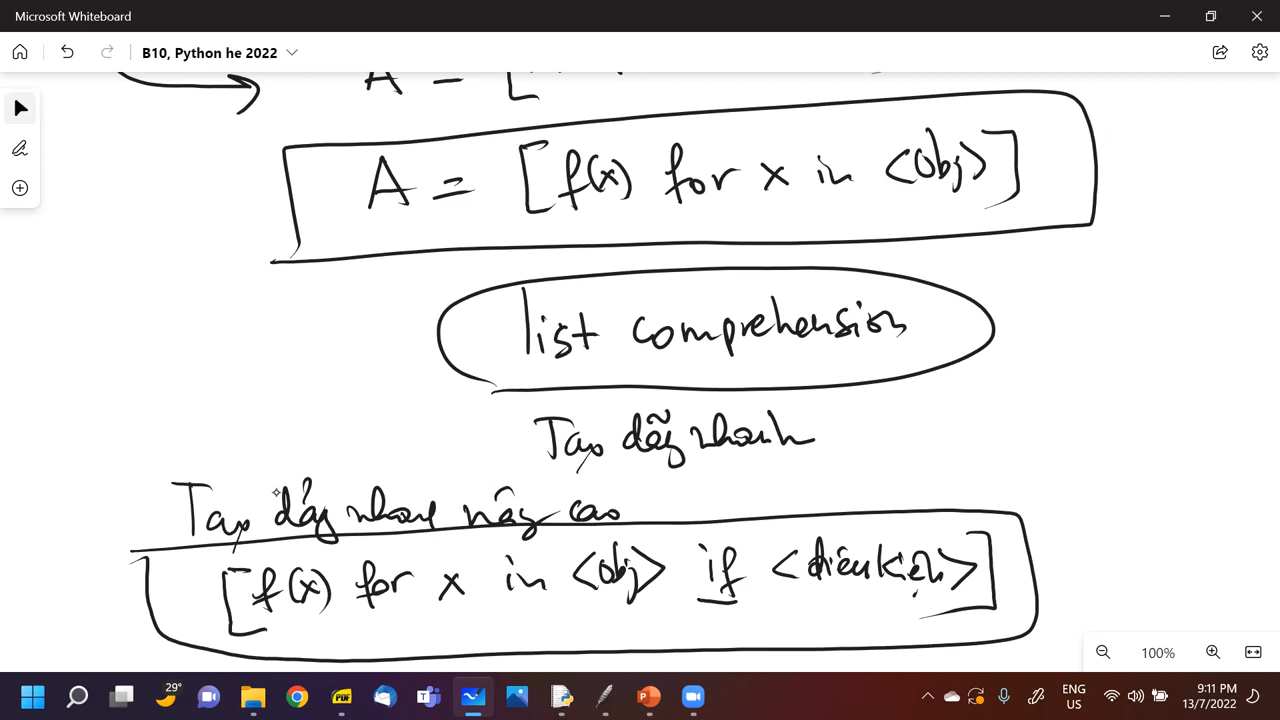 Microsoft Whiteboard
B10, Python he 2022
A = [
A = [f(x) for x in <Obj>]
list comprehension
Tạo dãy nhanh
Tạo dãy nhanh nâng cao
[f(x) for x in <Obj> if <điều kiện>]
100%
29°
ENG
US
9:11 PM
13/7/2022